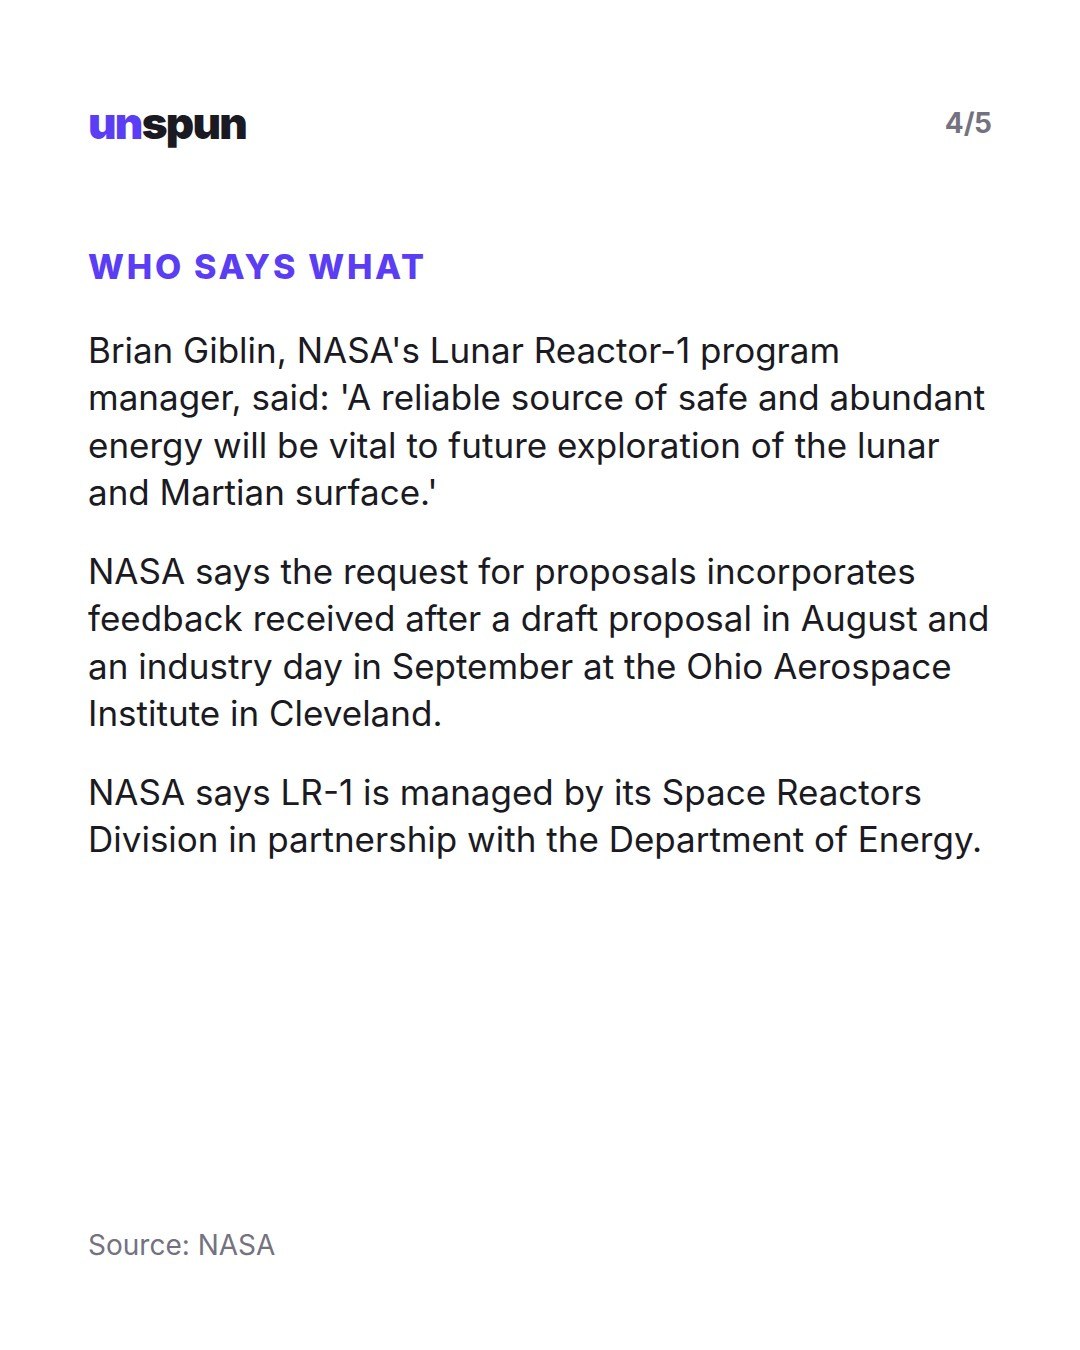 unspun
4/5
WHO SAYS WHAT
Brian Giblin, NASA's Lunar Reactor-1 program
manager, said: 'A reliable source of safe and abundant
energy will be vital to future exploration of the lunar
and Martian surface.'
NASA says the request for proposals incorporates
feedback received after a draft proposal in August and
an industry day in September at the Ohio Aerospace
Institute in Cleveland.
NASA says LR-1 is managed by its Space Reactors
Division in partnership with the Department of Energy.
Source: NASA